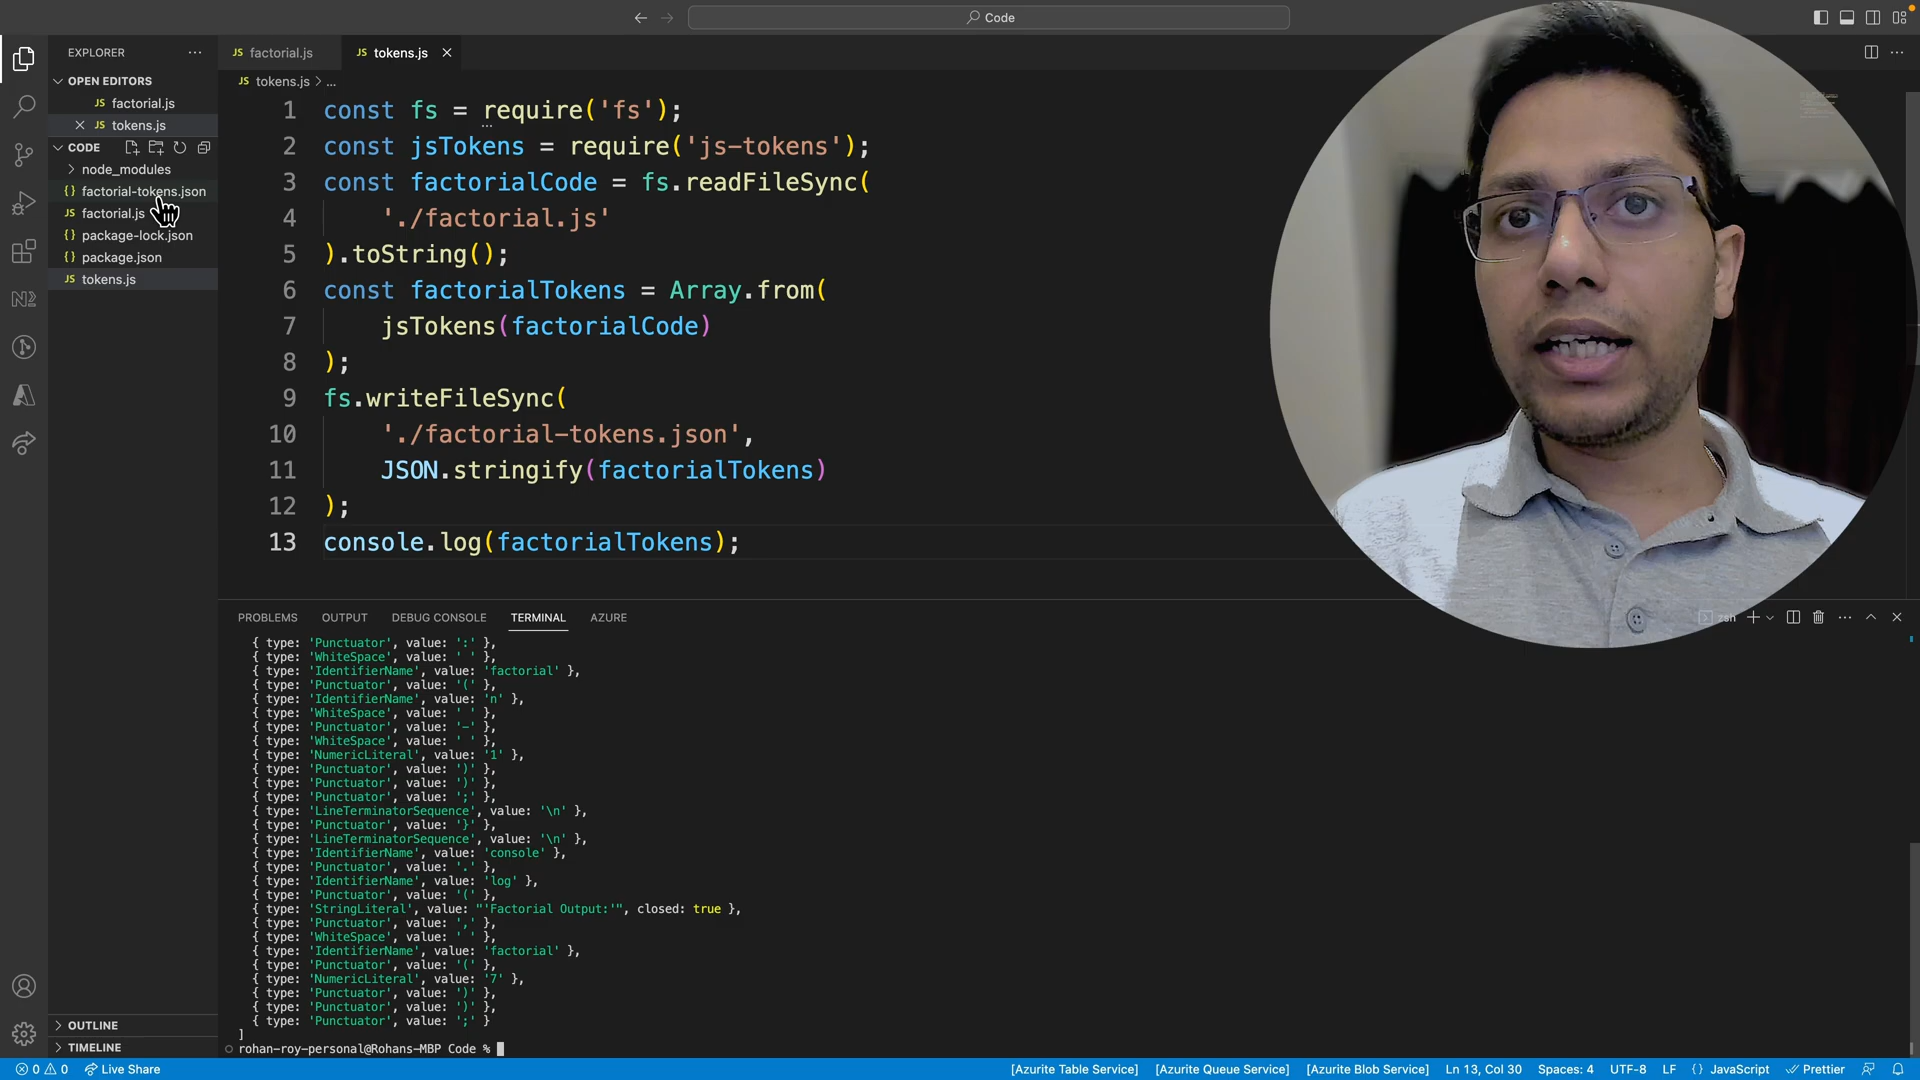 Code
EXPLORER
OPEN EDITORS
JS factorial.js
JS tokens.js
CODE
node_modules
{} factorial-tokens.json
JS factorial.js
{} package-lock.json
{} package.json
JS tokens.js
OUTLINE
TIMELINE
JS factorial.js
JS tokens.js
JS tokens.js > ...
1 const fs = require('fs');
2 const jsTokens = require('js-tokens');
3 const factorialCode = fs.readFileSync(
4 './factorial.js'
5 ).toString();
6 const factorialTokens = Array.from(
7 jsTokens(factorialCode)
8 );
9 fs.writeFileSync(
10 './factorial-tokens.json',
11 JSON.stringify(factorialTokens)
12 );
13 console.log(factorialTokens);
PROBLEMS OUTPUT DEBUG CONSOLE TERMINAL AZURE
zsh
{ type: 'Punctuator', value: ':' },
{ type: 'WhiteSpace', value: ' ' },
{ type: 'IdentifierName', value: 'factorial' },
{ type: 'Punctuator', value: '(' },
{ type: 'IdentifierName', value: 'n' },
{ type: 'WhiteSpace', value: ' ' },
{ type: 'Punctuator', value: '-' },
{ type: 'WhiteSpace', value: ' ' },
{ type: 'NumericLiteral', value: '1' },
{ type: 'Punctuator', value: ')' },
{ type: 'Punctuator', value: ')' },
{ type: 'Punctuator', value: ';' },
{ type: 'LineTerminatorSequence', value: '\n' },
{ type: 'Punctuator', value: '}' },
{ type: 'LineTerminatorSequence', value: '\n' },
{ type: 'IdentifierName', value: 'console' },
{ type: 'Punctuator', value: '.' },
{ type: 'IdentifierName', value: 'log' },
{ type: 'Punctuator', value: '(' },
{ type: 'StringLiteral', value: "'Factorial Output:'", closed: true },
{ type: 'Punctuator', value: ',' },
{ type: 'WhiteSpace', value: ' ' },
{ type: 'IdentifierName', value: 'factorial' },
{ type: 'Punctuator', value: '(' },
{ type: 'NumericLiteral', value: '7' },
{ type: 'Punctuator', value: ')' },
{ type: 'Punctuator', value: ')' },
{ type: 'Punctuator', value: ';' }
]
rohan-roy-personal@Rohans-MBP Code %
0 0 Live Share [Azurite Table Service] [Azurite Queue Service] [Azurite Blob Service] Ln 13, Col 30 Spaces: 4 UTF-8 LF {} JavaScript Prettier